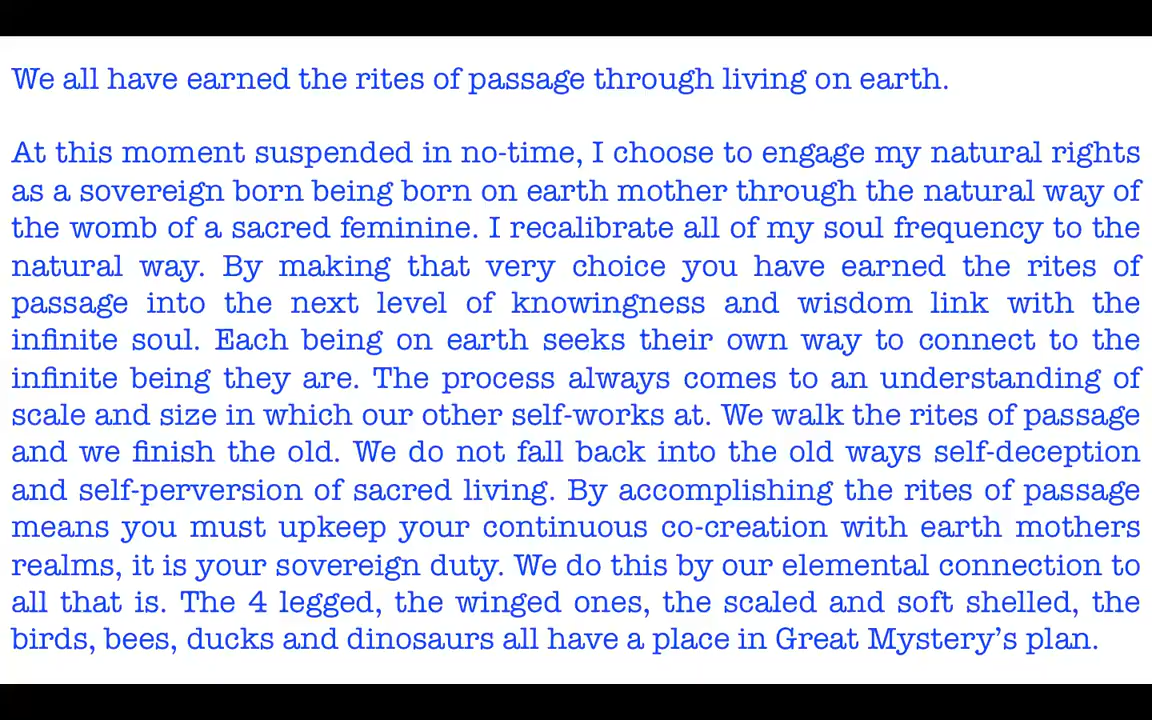 We all have earned the rites of passage through living on earth.
At this moment suspended in no-time, I choose to engage my natural rights
as a sovereign born being born on earth mother through the natural way of
the womb of a sacred feminine. I recalibrate all of my soul frequency to the
natural way. By making that very choice you have earned the rites of
passage into the next level of knowingness and wisdom link with the
infinite soul. Each being on earth seeks their own way to connect to the
infinite being they are. The process always comes to an understanding of
scale and size in which our other self-works at. We walk the rites of passage
and we finish the old. We do not fall back into the old ways self-deception
and self-perversion of sacred living. By accomplishing the rites of passage
means you must upkeep your continuous co-creation with earth mothers
realms, it is your sovereign duty. We do this by our elemental connection to
all that is. The 4 legged, the winged ones, the scaled and soft shelled, the
birds, bees, ducks and dinosaurs all have a place in Great Mystery’s plan.